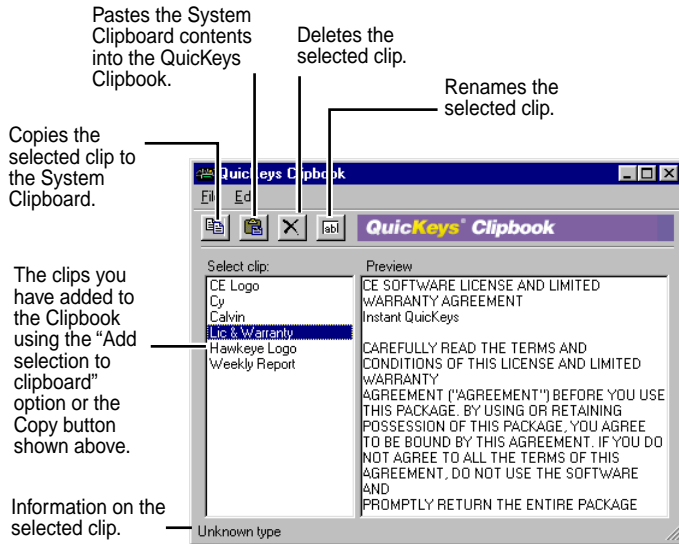 Pastes the System
Clipboard contents
into the QuicKeys
Clipbook.
Deletes the
selected clip.
Renames the
selected clip.
Copies the
selected clip to
the System
Clipboard.
QuicKeys Clipbook
File Ed
abl
QuicKeys® Clipbook
The clips you
have added to
the Clipbook
using the “Add
selection to
clipboard”
option or the
Copy button
shown above.
Select clip:
CE Logo
Cy
Calvin
Lic & Warranty
Hawkeye Logo
Weekly Report
Preview
CE SOFTWARE LICENSE AND LIMITED
WARRANTY AGREEMENT
Instant QuicKeys
CAREFULLY READ THE TERMS AND
CONDITIONS OF THIS LICENSE AND LIMITED
WARRANTY
AGREEMENT ("AGREEMENT") BEFORE YOU USE
THIS PACKAGE. BY USING OR RETAINING
POSSESSION OF THIS PACKAGE, YOU AGREE
TO BE BOUND BY THIS AGREEMENT. IF YOU DO
NOT AGREE TO ALL THE TERMS OF THIS
AGREEMENT, DO NOT USE THE SOFTWARE
AND
PROMPTLY RETURN THE ENTIRE PACKAGE
Information on the
selected clip.
Unknown type